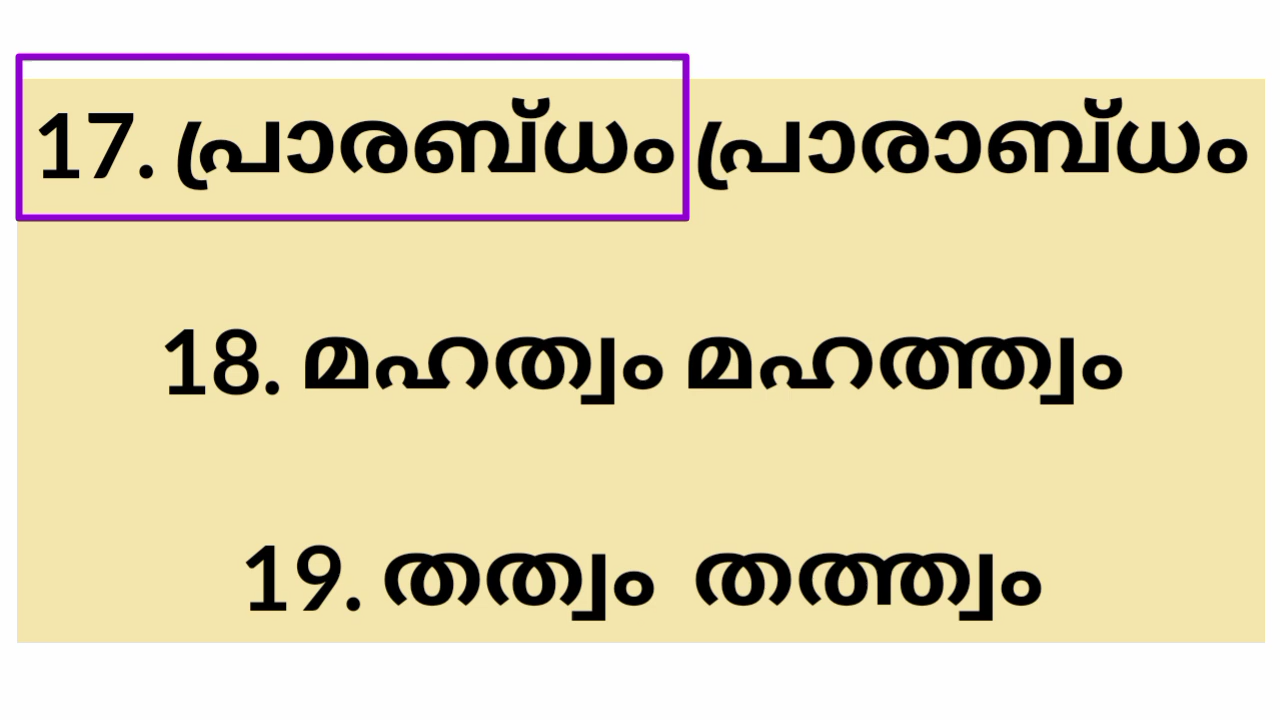 17. പ്രാരബ്ധം പ്രാരാബ്ധം
18. മഹത്വം മഹത്ത്വം
19. തത്വം തത്ത്വം